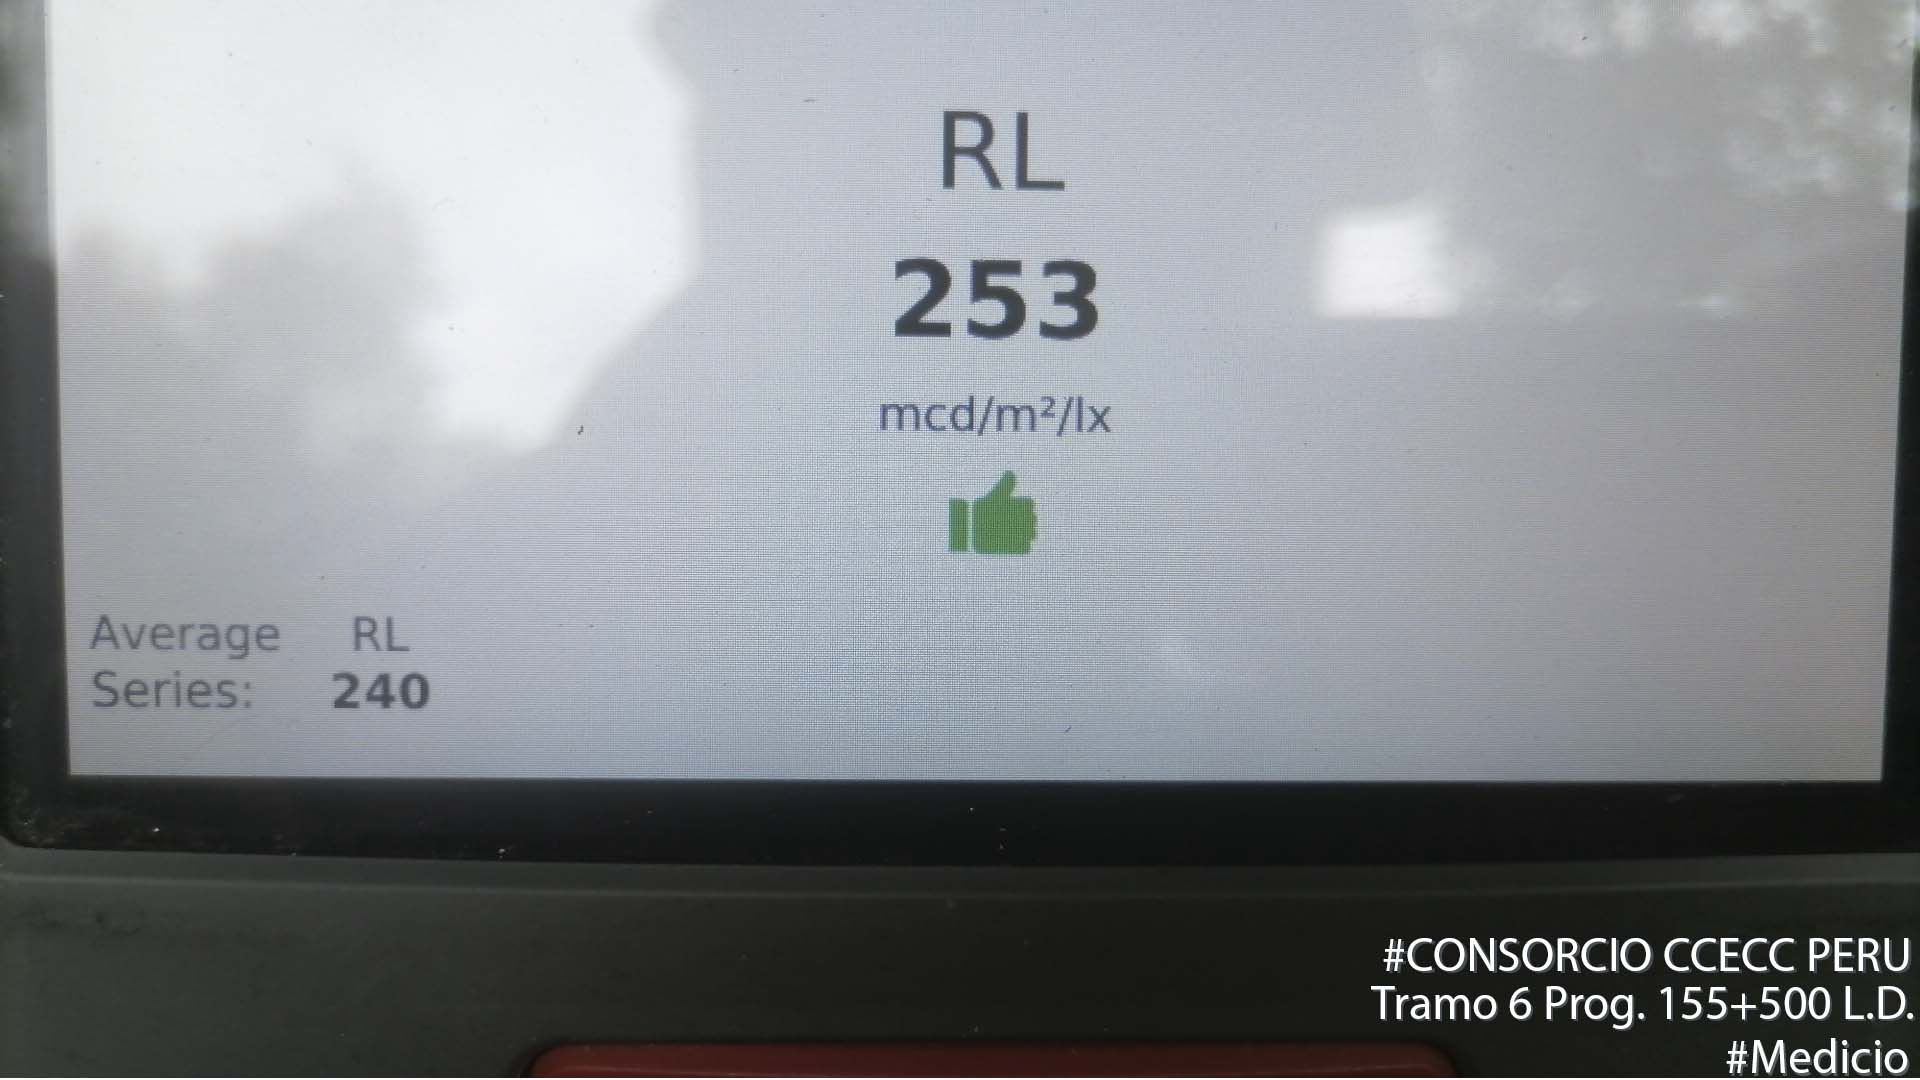 RL
253
mcd/m²/lx
Average RL
Series: 240
#CONSORCIO CCECC PERU
Tramo 6 Prog. 155+500 L.D.
#Medicio